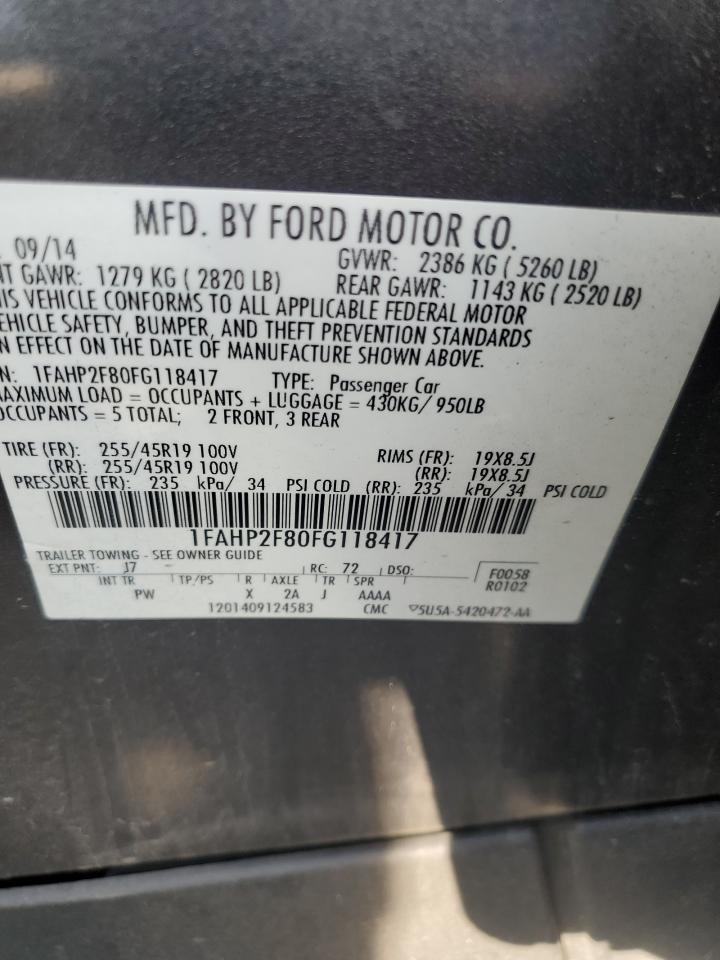 MFD. BY FORD MOTOR CO.
09/14 GVWR: 2386 KG ( 5260 LB)
NT GAWR: 1279 KG ( 2820 LB) REAR GAWR: 1143 KG ( 2520 LB)
HIS VEHICLE CONFORMS TO ALL APPLICABLE FEDERAL MOTOR
EHICLE SAFETY, BUMPER, AND THEFT PREVENTION STANDARDS
N EFFECT ON THE DATE OF MANUFACTURE SHOWN ABOVE.
N: 1FAHP2F80FG118417 TYPE: Passenger Car
MAXIMUM LOAD = OCCUPANTS + LUGGAGE = 430KG/ 950LB
OCCUPANTS = 5 TOTAL; 2 FRONT, 3 REAR
TIRE (FR): 255/45R19 100V RIMS (FR): 19X8.5J
(RR): 255/45R19 100V (RR): 19X8.5J
PRESSURE (FR): 235 kPa/ 34 PSI COLD (RR): 235 kPa/ 34 PSI COLD
1FAHP2F80FG118417
TRAILER TOWING - SEE OWNER GUIDE
EXT PNT: J7 RC: 72 DSO: F0058
INT TR TP/PS R AXLE TR SPR R0102
PW X 2A J AAAA
1201409124583 CMC 5U5A-5420472-AA